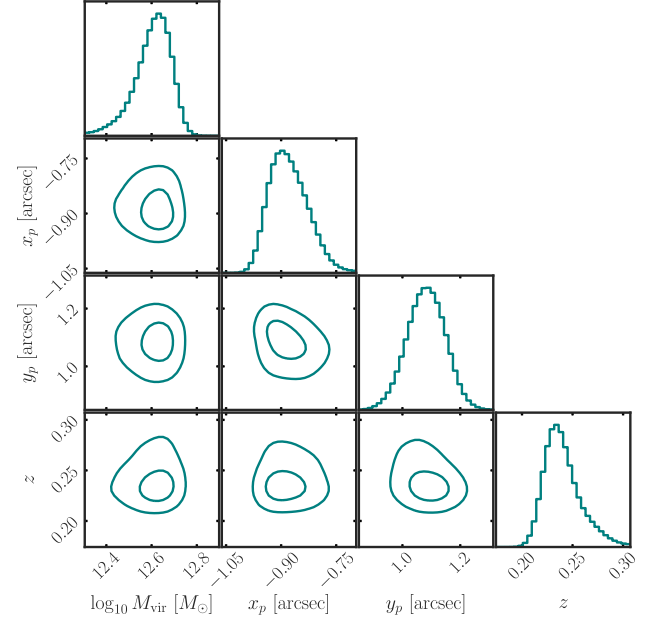 −0.75
−0.90
−1.05
x_p [arcsec]
1.2
1.0
y_p [arcsec]
0.30
0.25
0.20
z
12.4 12.6 12.8 −1.05 −0.90 −0.75 1.0 1.2 0.20 0.25 0.30
log₁₀ M_vir [M_⊙] x_p [arcsec] y_p [arcsec] z